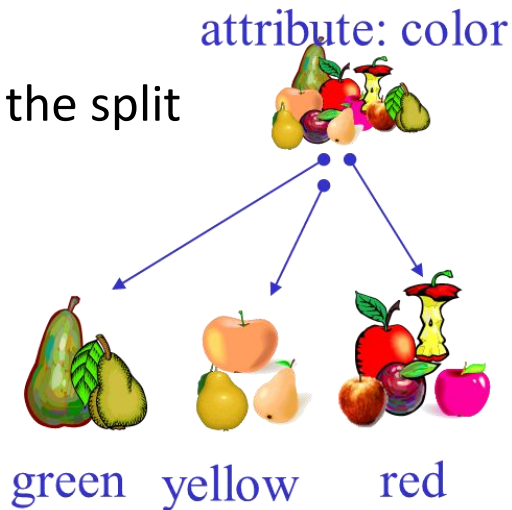 attribute: color
the split
green
yellow
red